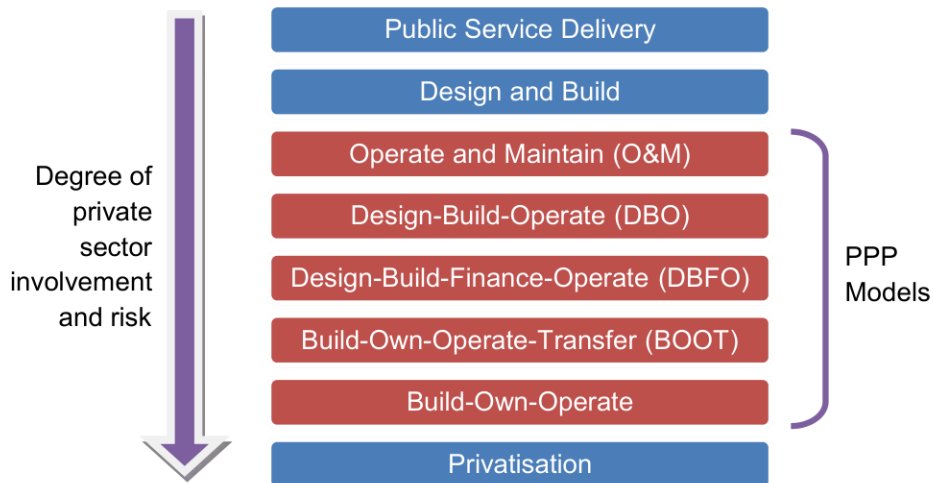 Public Service Delivery
Design and Build
Operate and Maintain (O&M)
Design-Build-Operate (DBO)
Design-Build-Finance-Operate (DBFO)
Build-Own-Operate-Transfer (BOOT)
Build-Own-Operate
Privatisation
Degree of
private
sector
involvement
and risk
PPP
Models